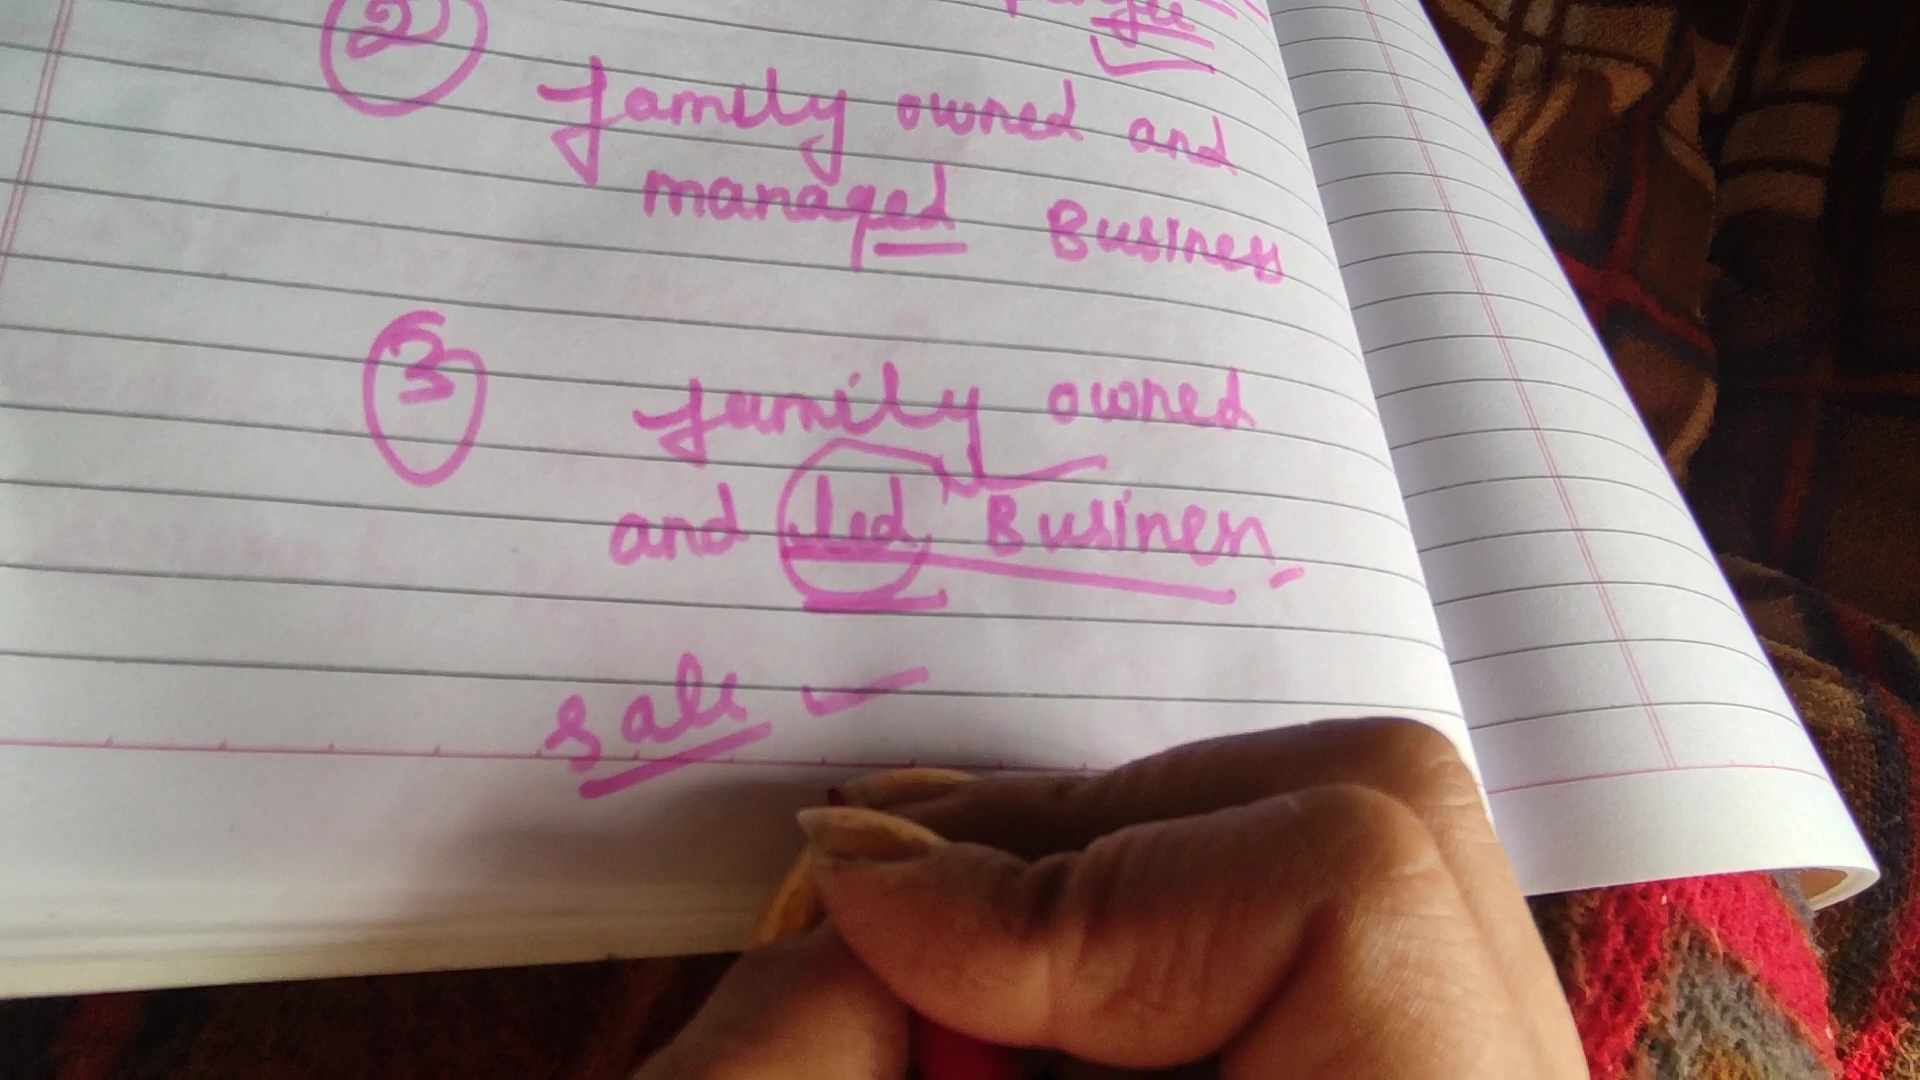 2
family owned and
managed Business
3
family owned
and led Business
sale